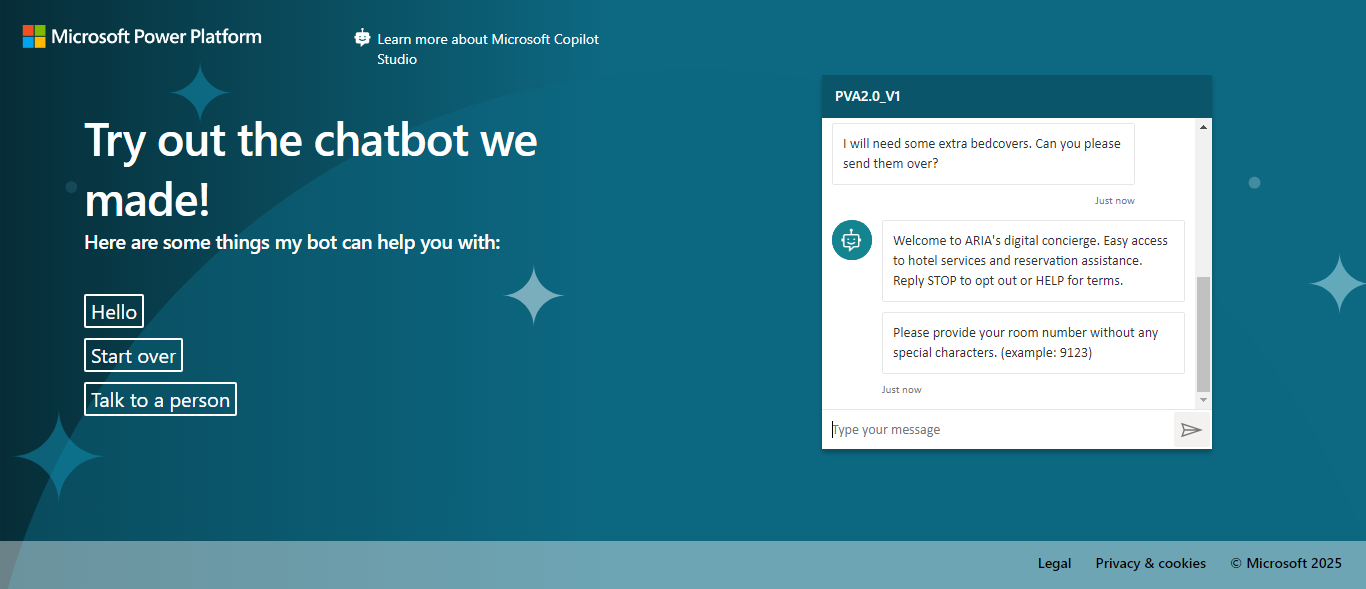 Microsoft Power Platform
Learn more about Microsoft Copilot
Studio
Try out the chatbot we
made!
Here are some things my bot can help you with:
Hello
Start over
Talk to a person
PVA2.0_V1
I will need some extra bedcovers. Can you please
send them over?
Just now
Welcome to ARIA's digital concierge. Easy access
to hotel services and reservation assistance.
Reply STOP to opt out or HELP for terms.
Please provide your room number without any
special characters. (example: 9123)
Just now
Type your message
Legal
Privacy & cookies
© Microsoft 2025